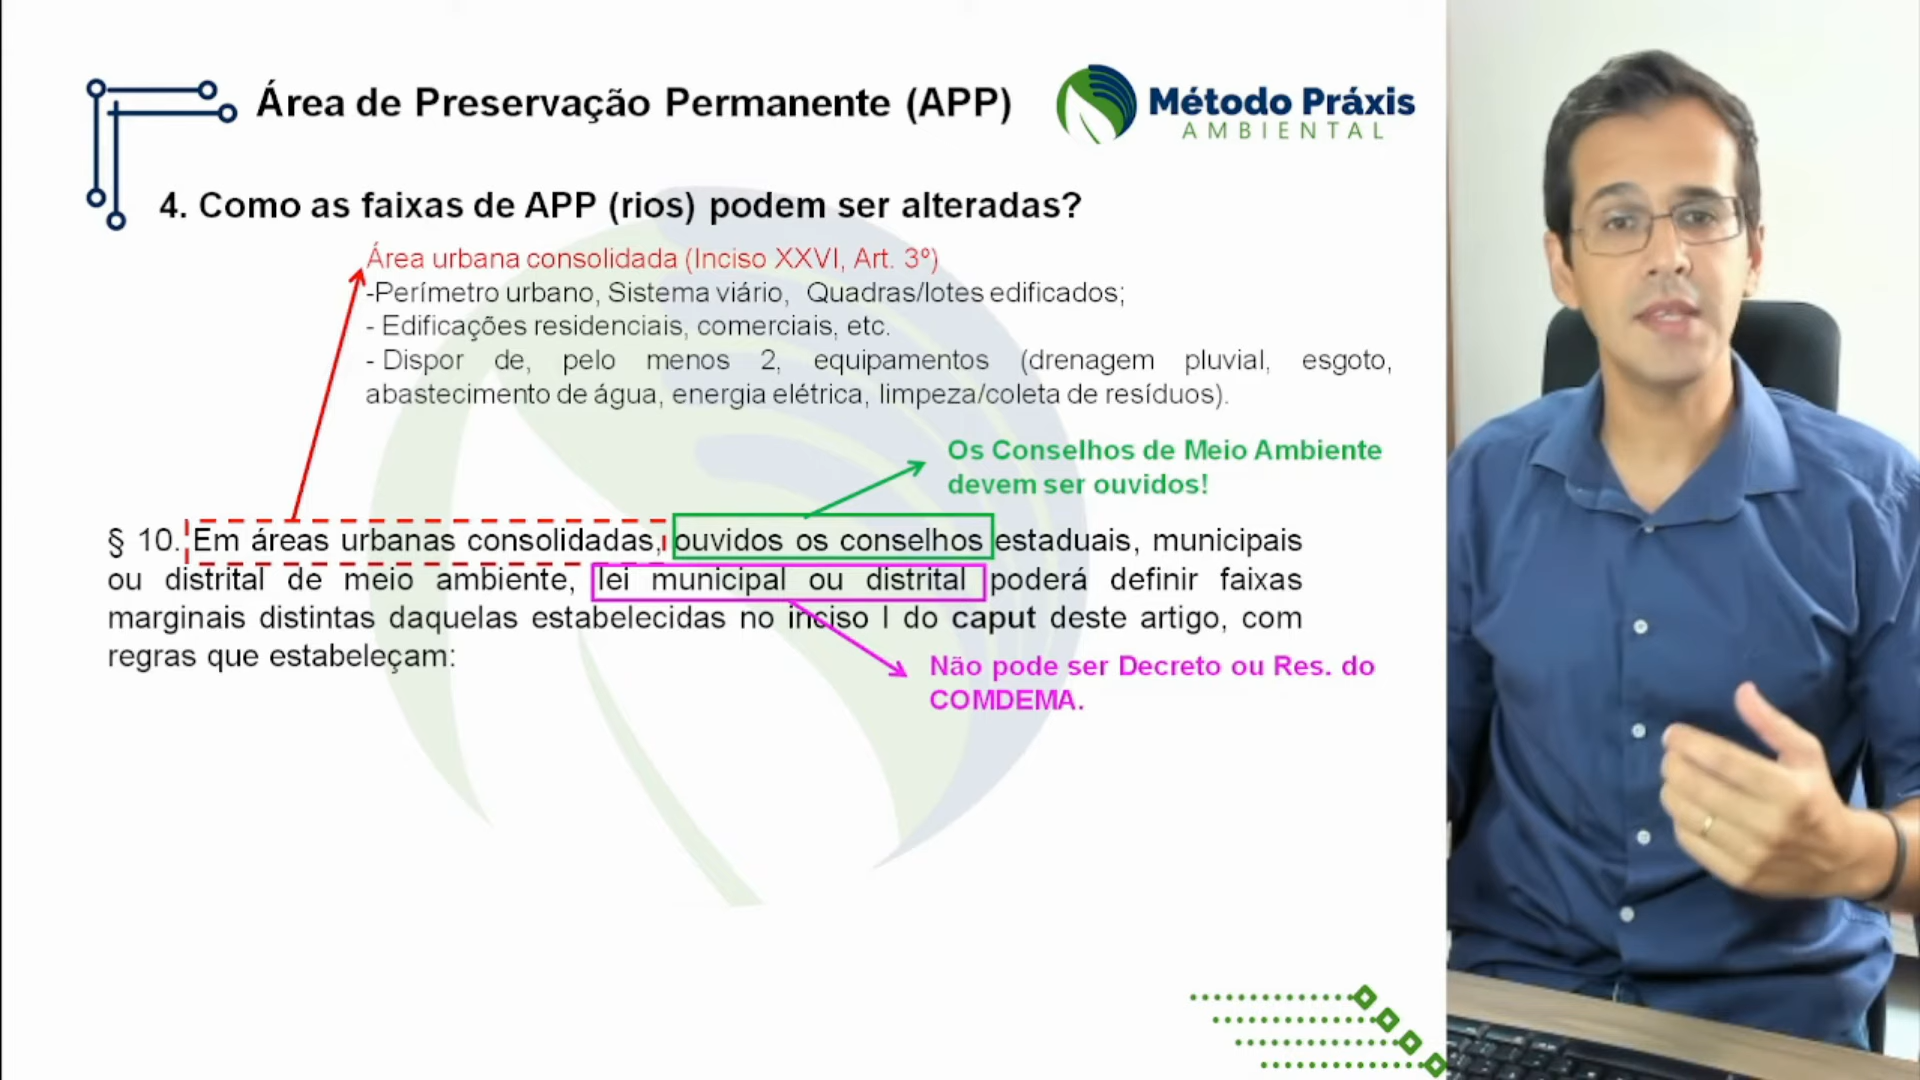 Área de Preservação Permanente (APP)
Método Práxis
AMBIENTAL
4. Como as faixas de APP (rios) podem ser alteradas?
Área urbana consolidada (Inciso XXVI, Art. 3º)
-Perímetro urbano, Sistema viário, Quadras/lotes edificados;
- Edificações residenciais, comerciais, etc.
- Dispor de, pelo menos 2, equipamentos (drenagem pluvial, esgoto,
abastecimento de água, energia elétrica, limpeza/coleta de resíduos).
Os Conselhos de Meio Ambiente
devem ser ouvidos!
§ 10. Em áreas urbanas consolidadas, ouvidos os conselhos estaduais, municipais
ou distrital de meio ambiente, lei municipal ou distrital poderá definir faixas
marginais distintas daquelas estabelecidas no inciso I do caput deste artigo, com
regras que estabeleçam:
Não pode ser Decreto ou Res. do
COMDEMA.